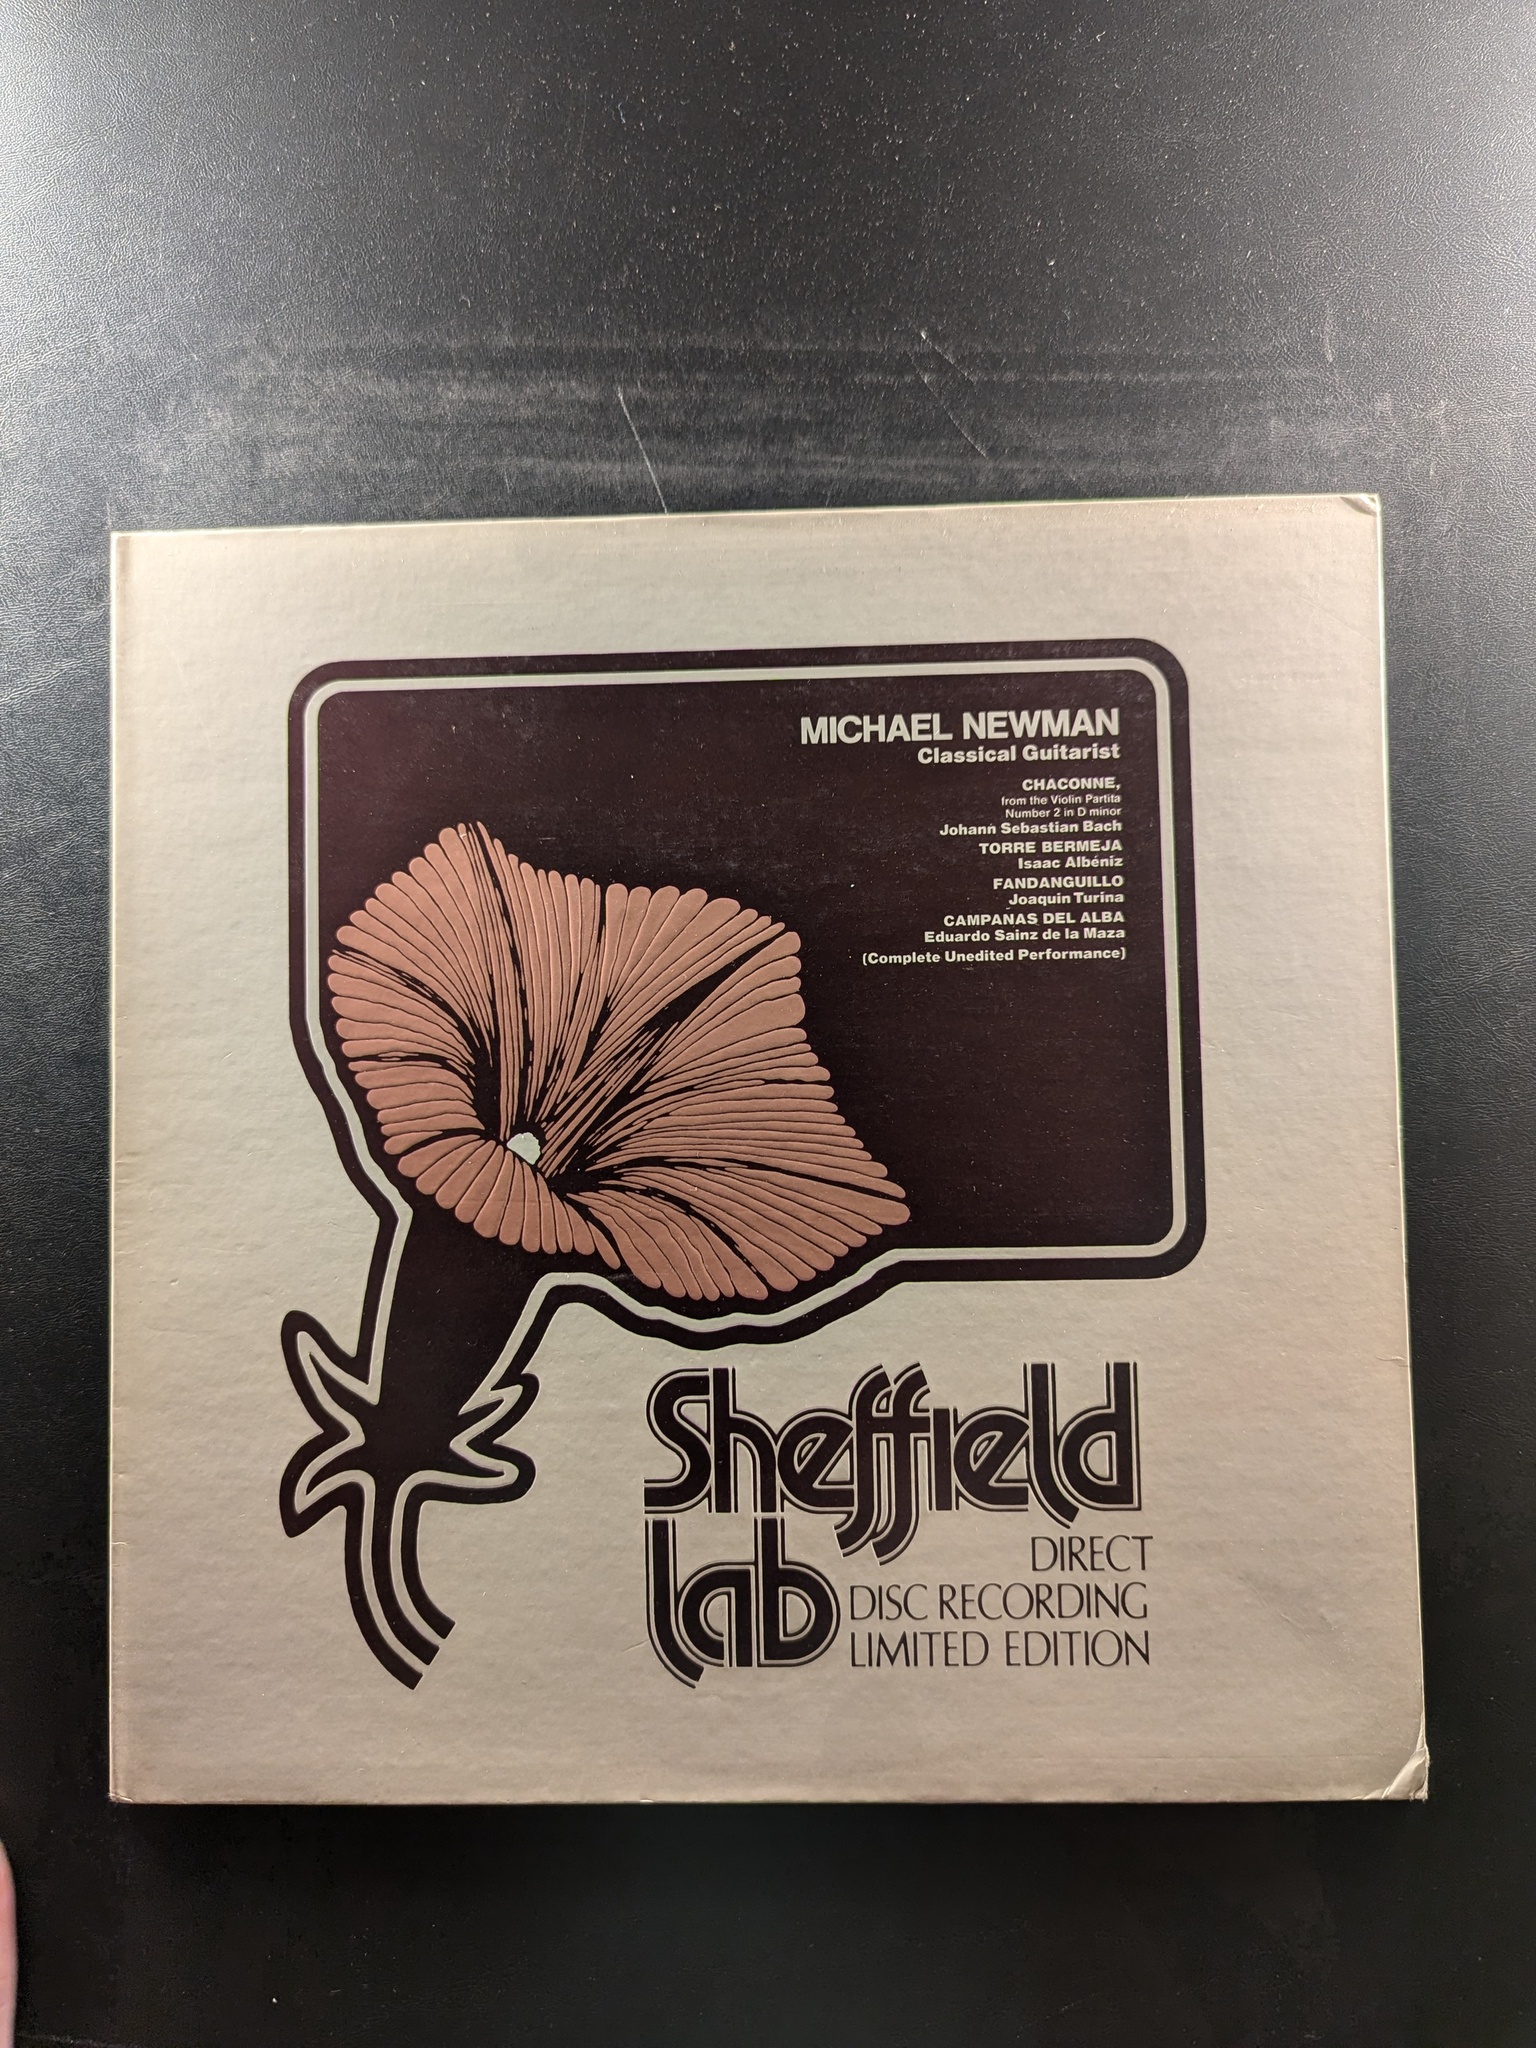 MICHAEL NEWMAN
Classical Guitarist
CHACONNE,
from the Violin Partita
Number 2 in D minor
Johann Sebastian Bach
TORRE BERMEJA
Isaac Albéniz
FANDANGUILLO
Joaquin Turina
CAMPANAS DEL ALBA
Eduardo Sainz de la Maza
(Complete Unedited Performance)
Sheffield
lab
DIRECT
DISC RECORDING
LIMITED EDITION